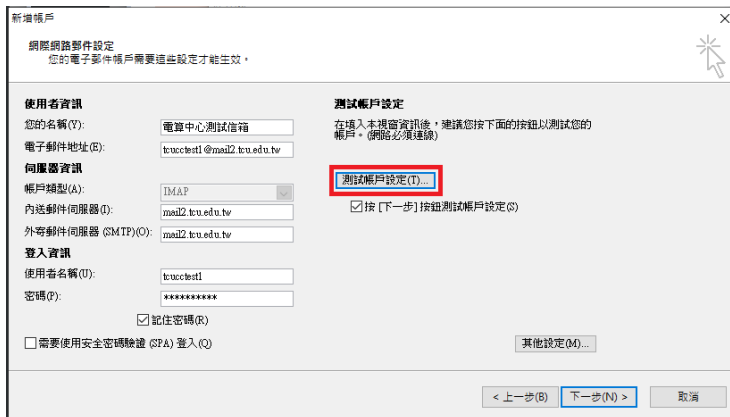 新增帳戶
網際網路郵件設定
您的電子郵件帳戶需要這些設定才能生效。
使用者資訊
您的名稱(Y):
電算中心測試信箱
電子郵件地址(E):
tcucctest1@mail2.tcu.edu.tw
伺服器資訊
帳戶類型(A):
IMAP
內送郵件伺服器(I):
mail2.tcu.edu.tw
外寄郵件伺服器 (SMTP)(O):
mail2.tcu.edu.tw
登入資訊
使用者名稱(U):
tcucctest1
密碼(P):
**********
記住密碼(R)
需要使用安全密碼驗證 (SPA) 登入(Q)
測試帳戶設定
在填入本視窗資訊後，建議您按下面的按鈕以測試您的
帳戶。(網路必須連線)
測試帳戶設定(T)...
按 [下一步] 按鈕測試帳戶設定(S)
其他設定(M)...
< 上一步(B)
下一步(N) >
取消